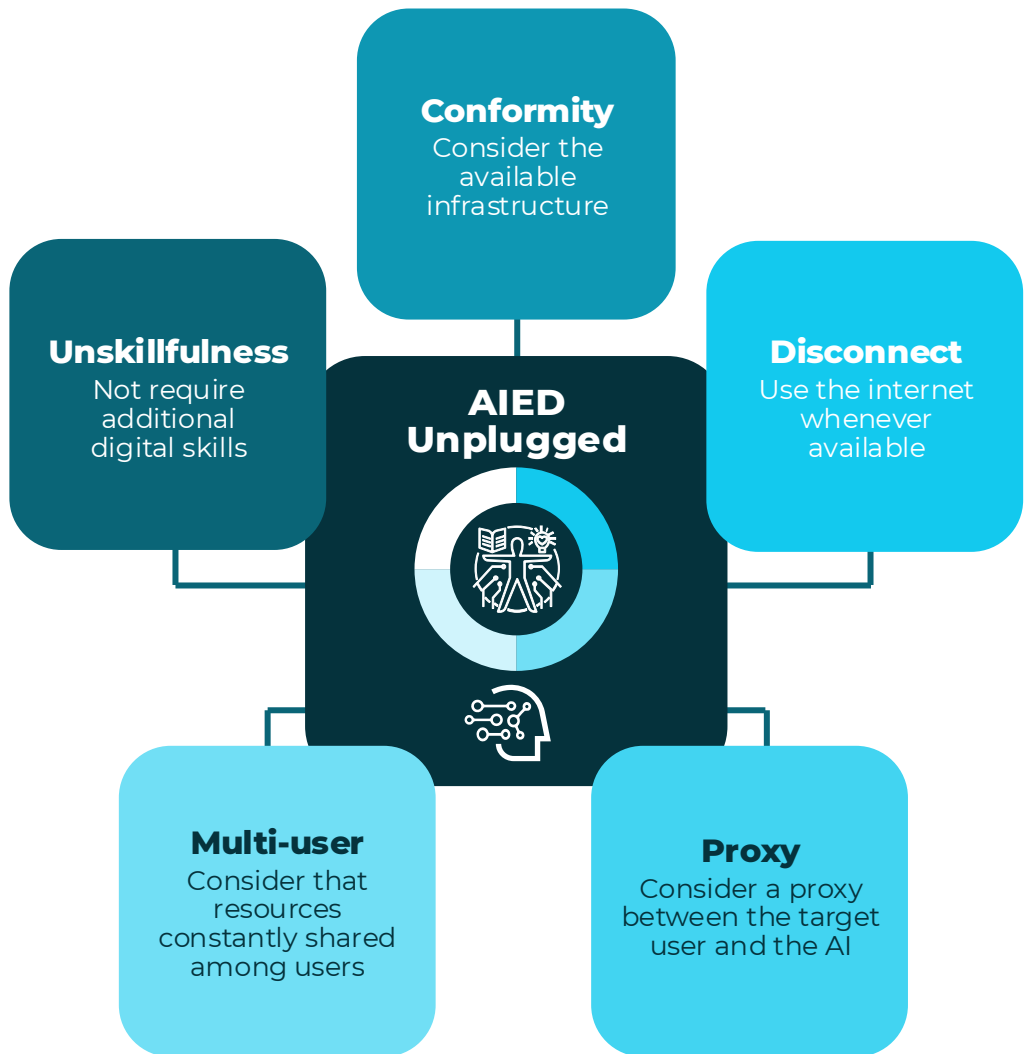 Conformity
Consider the
available
infrastructure
Unskillfulness
Not require
additional
digital skills
Disconnect
Use the internet
whenever
available
AIED
Unplugged
Multi-user
Consider that
resources
constantly shared
among users
Proxy
Consider a proxy
between the target
user and the AI